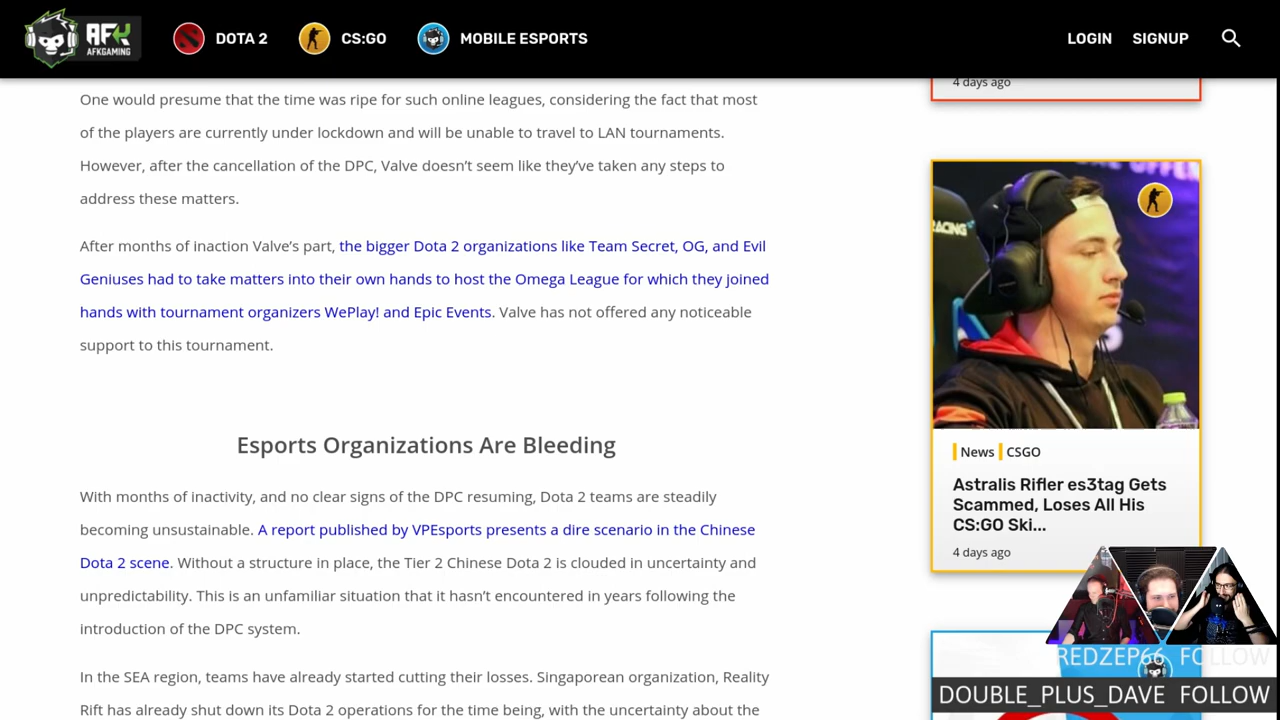 AFK
AFKGAMING
DOTA 2
CS:GO
MOBILE ESPORTS
LOGIN
SIGNUP
One would presume that the time was ripe for such online leagues, considering the fact that most
of the players are currently under lockdown and will be unable to travel to LAN tournaments.
However, after the cancellation of the DPC, Valve doesn’t seem like they’ve taken any steps to
address these matters.
After months of inaction Valve’s part, the bigger Dota 2 organizations like Team Secret, OG, and Evil
Geniuses had to take matters into their own hands to host the Omega League for which they joined
hands with tournament organizers WePlay! and Epic Events. Valve has not offered any noticeable
support to this tournament.
Esports Organizations Are Bleeding
With months of inactivity, and no clear signs of the DPC resuming, Dota 2 teams are steadily
becoming unsustainable. A report published by VPEsports presents a dire scenario in the Chinese
Dota 2 scene. Without a structure in place, the Tier 2 Chinese Dota 2 is clouded in uncertainty and
unpredictability. This is an unfamiliar situation that it hasn’t encountered in years following the
introduction of the DPC system.
In the SEA region, teams have already started cutting their losses. Singaporean organization, Reality
Rift has already shut down its Dota 2 operations for the time being, with the uncertainty about the
4 days ago
RACING
News
CSGO
Astralis Rifler es3tag Gets
Scammed, Loses All His
CS:GO Ski...
4 days ago
REDZEP66 FOLLOW
DOUBLE_PLUS_DAVE FOLLOW